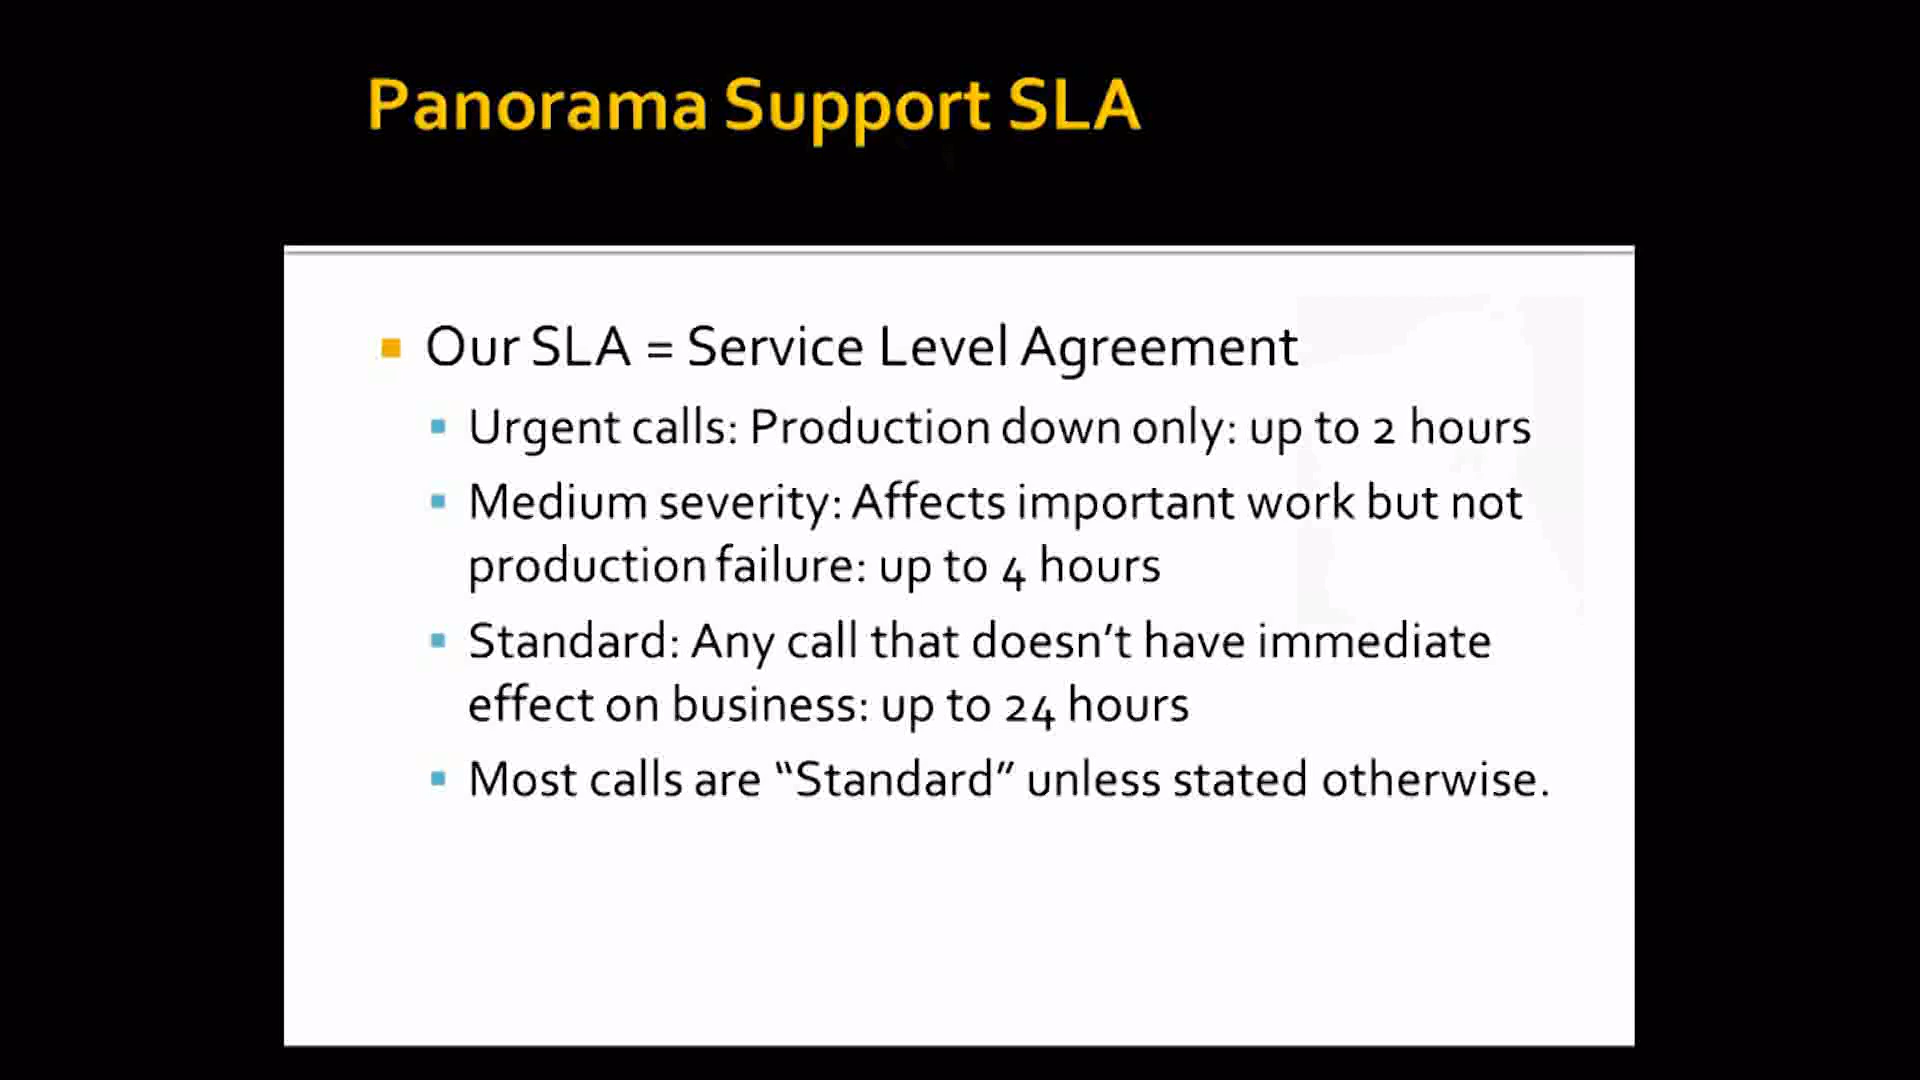 Panorama Support SLA
Our SLA = Service Level Agreement
Urgent calls: Production down only: up to 2 hours
Medium severity: Affects important work but not
production failure: up to 4 hours
Standard: Any call that doesn’t have immediate
effect on business: up to 24 hours
Most calls are “Standard” unless stated otherwise.